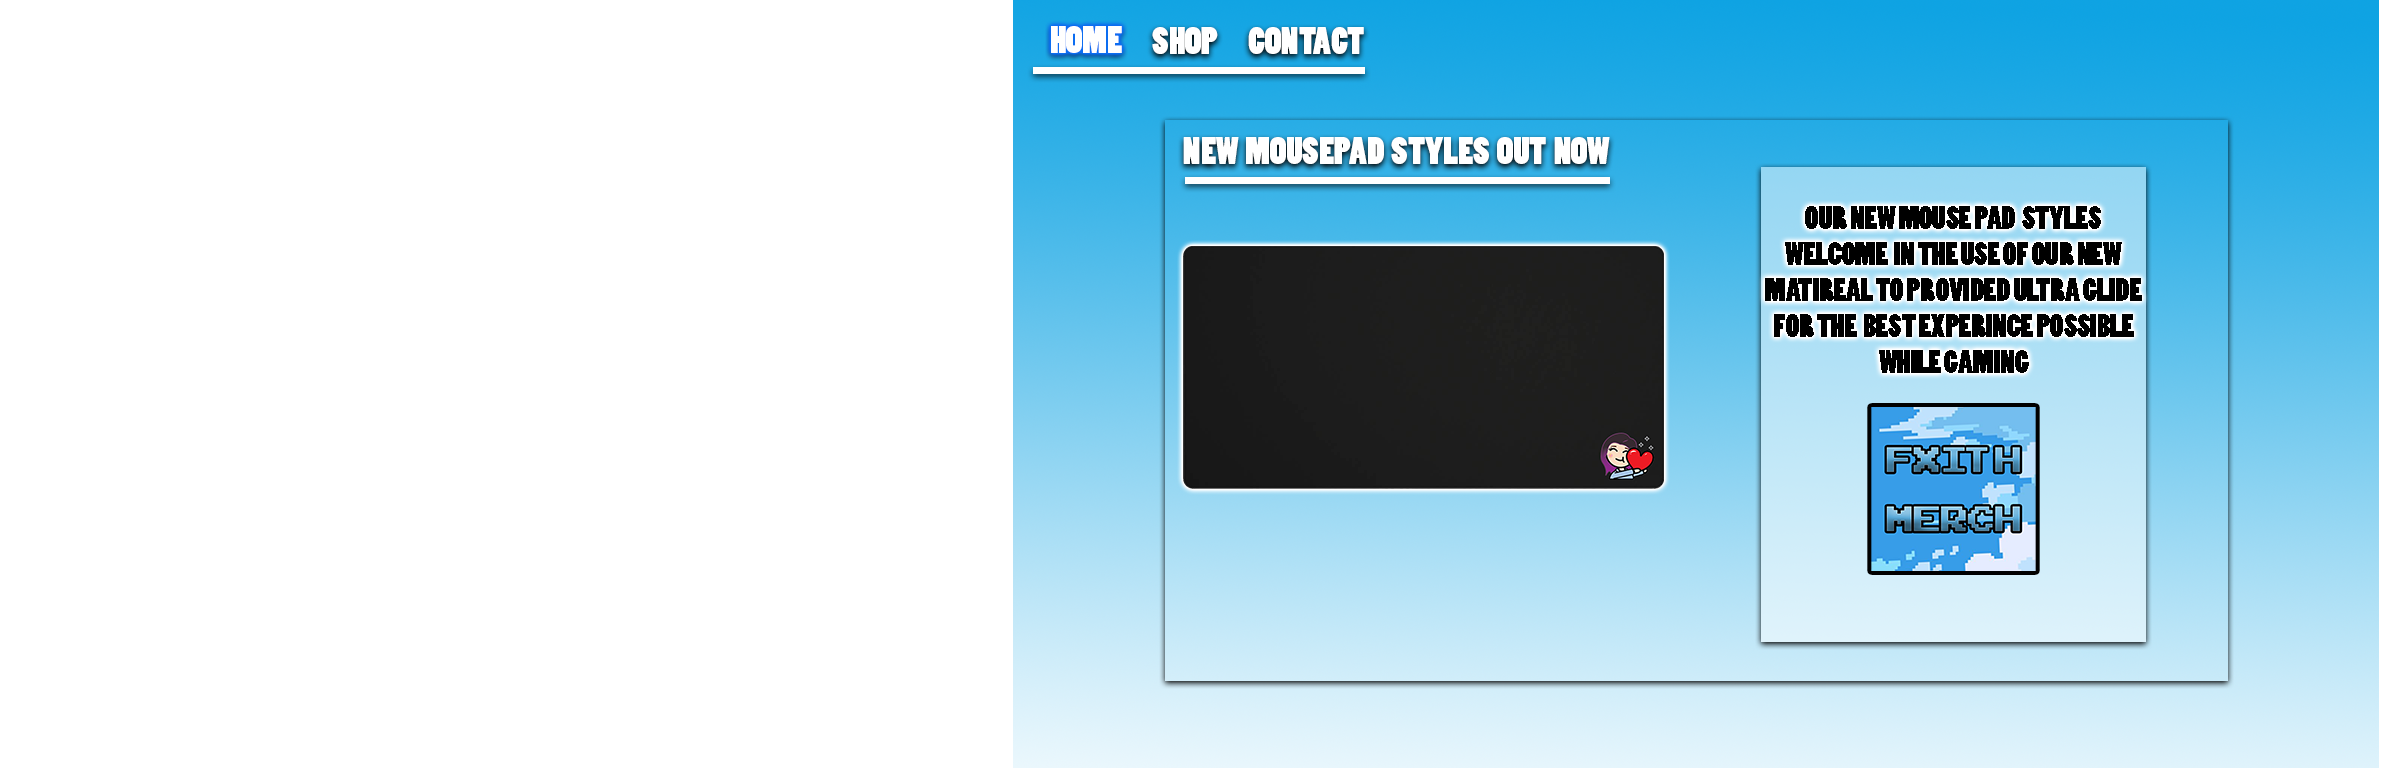 HOME SHOP CONTACT
NEW MOUSEPAD STYLES OUT NOW
OUR NEW MOUSE PAD STYLES
WELCOME IN THE USE OF OUR NEW
MATIREAL TO PROVIDED ULTRA GLIDE
FOR THE BEST EXPERINCE POSSIBLE
WHILE GAMING
FXITH
MERCH